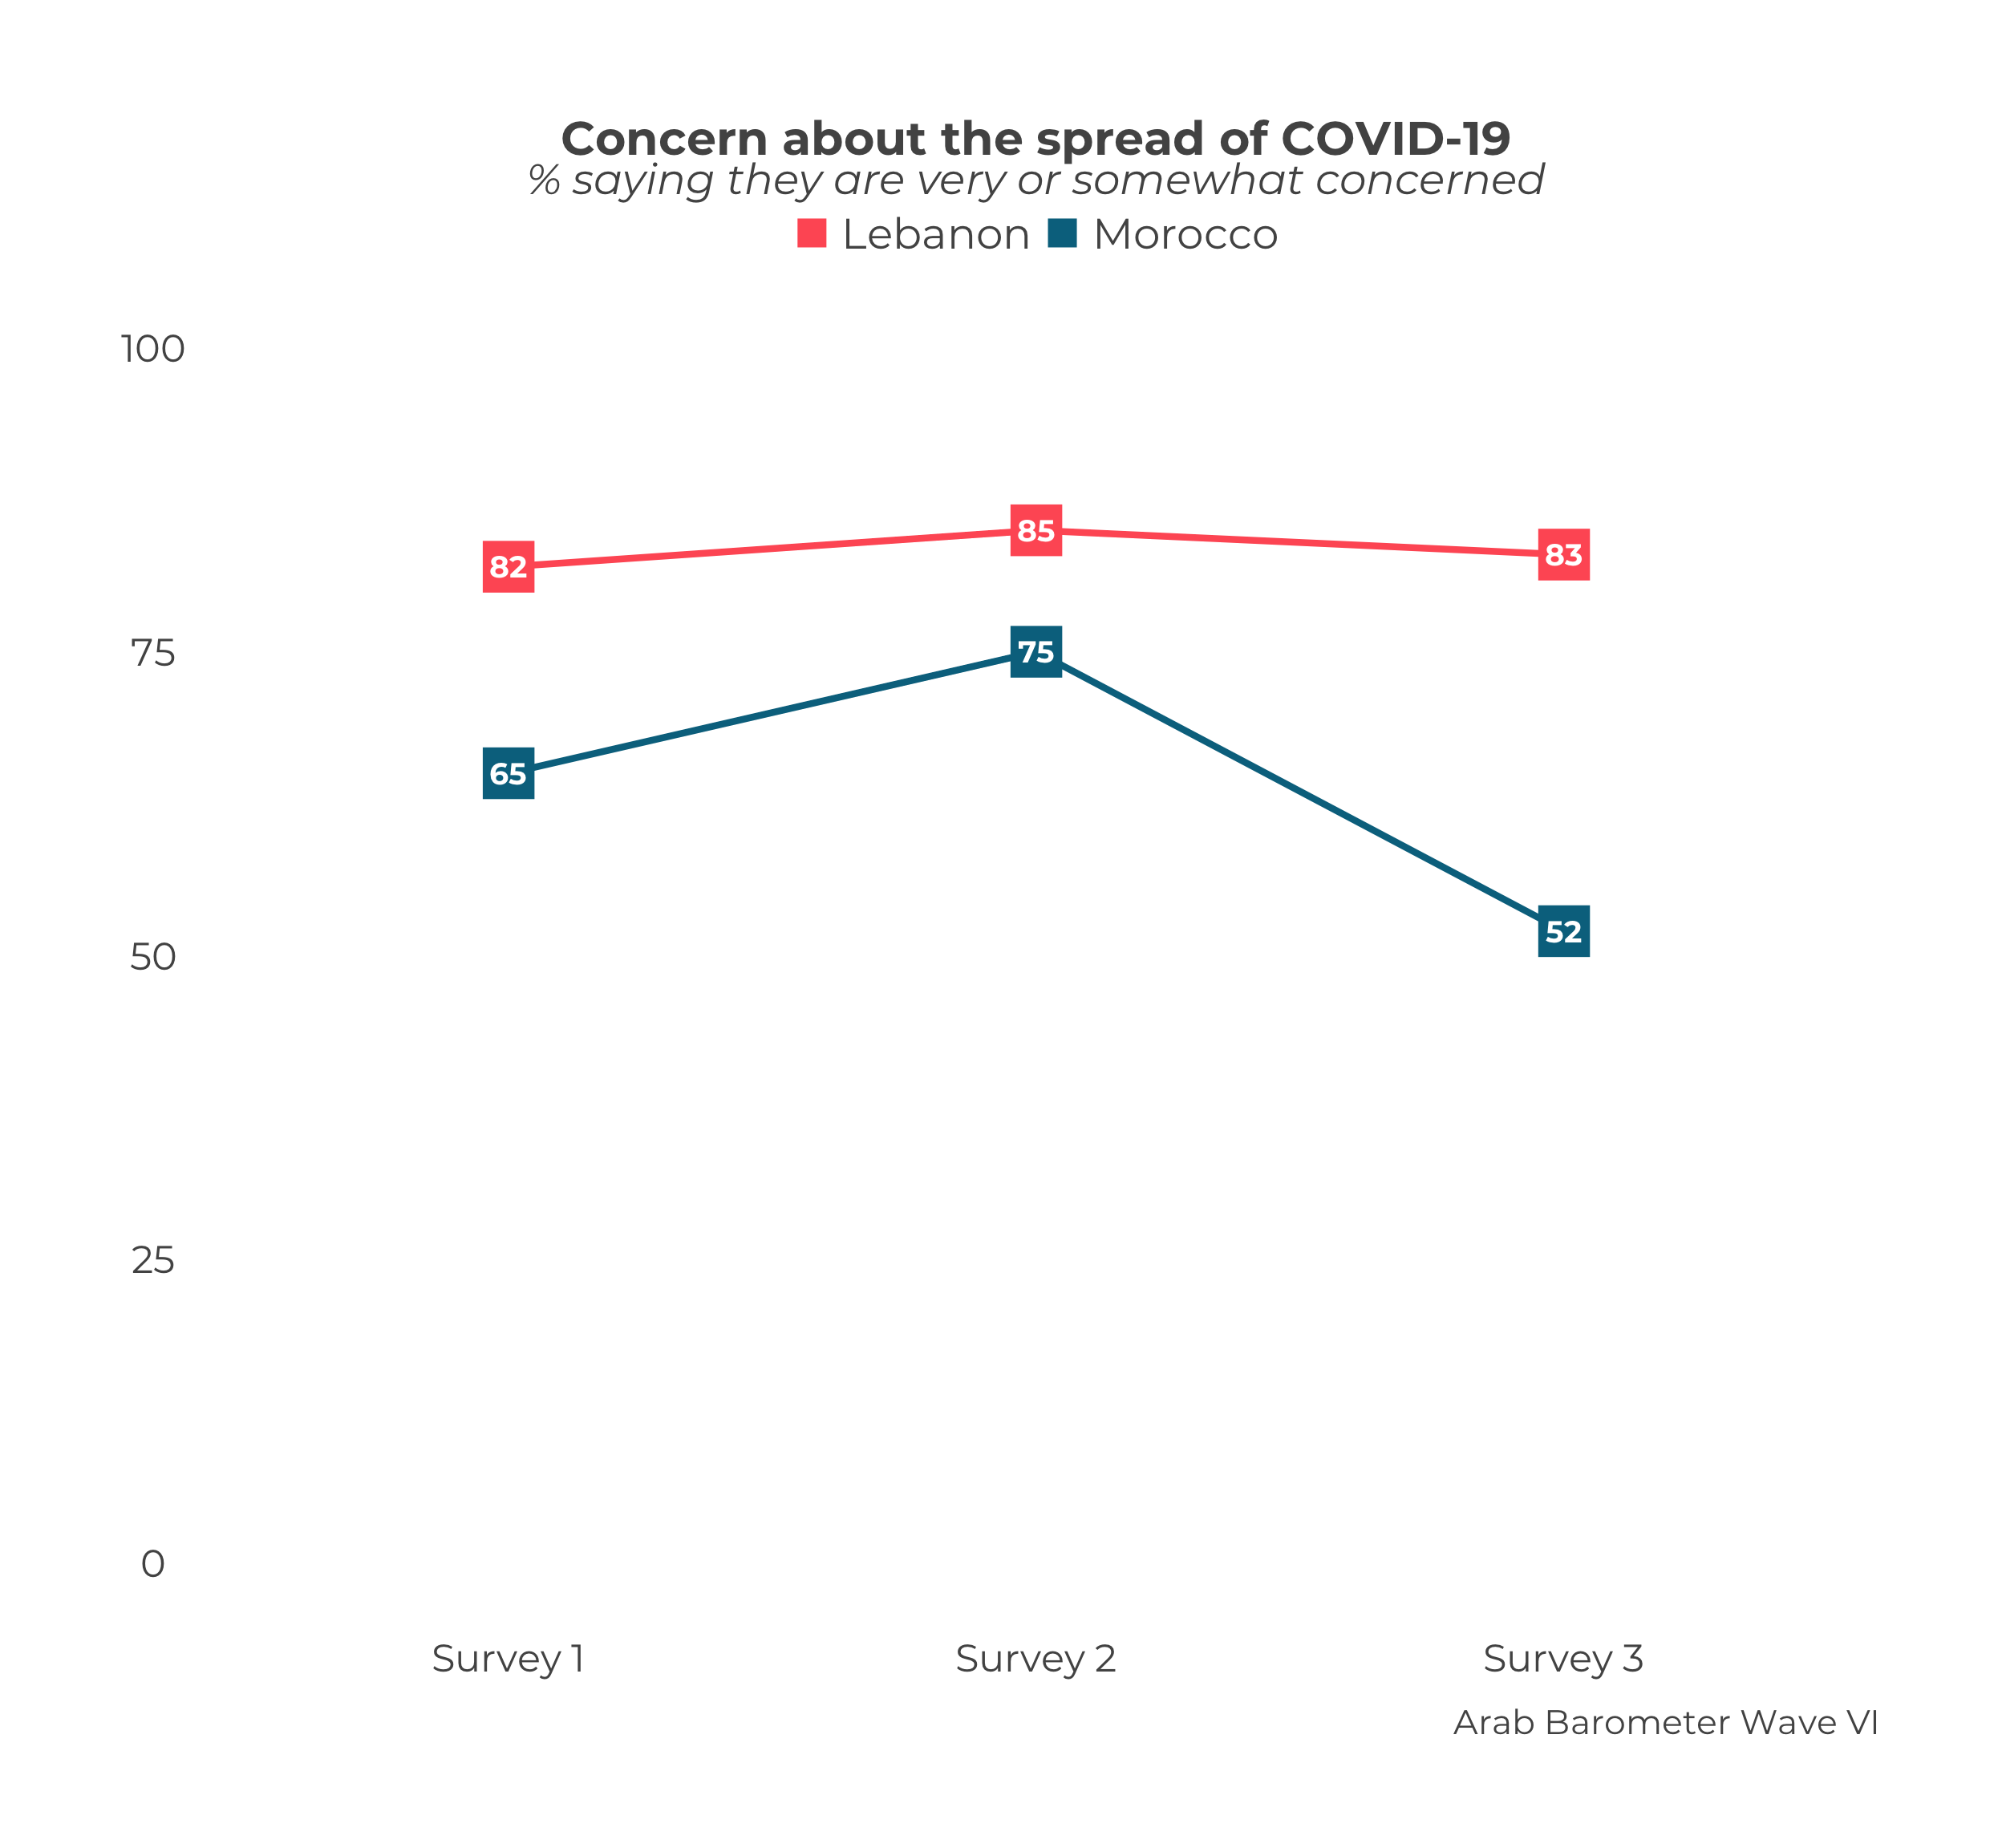 Concern about the spread of COVID-19
% saying they are very or somewhat concerned
Lebanon Morocco
100
85
82
83
75
75
65
52
50
25
0
Survey 1 Survey 2 Survey 3
Arab Barometer Wave VI